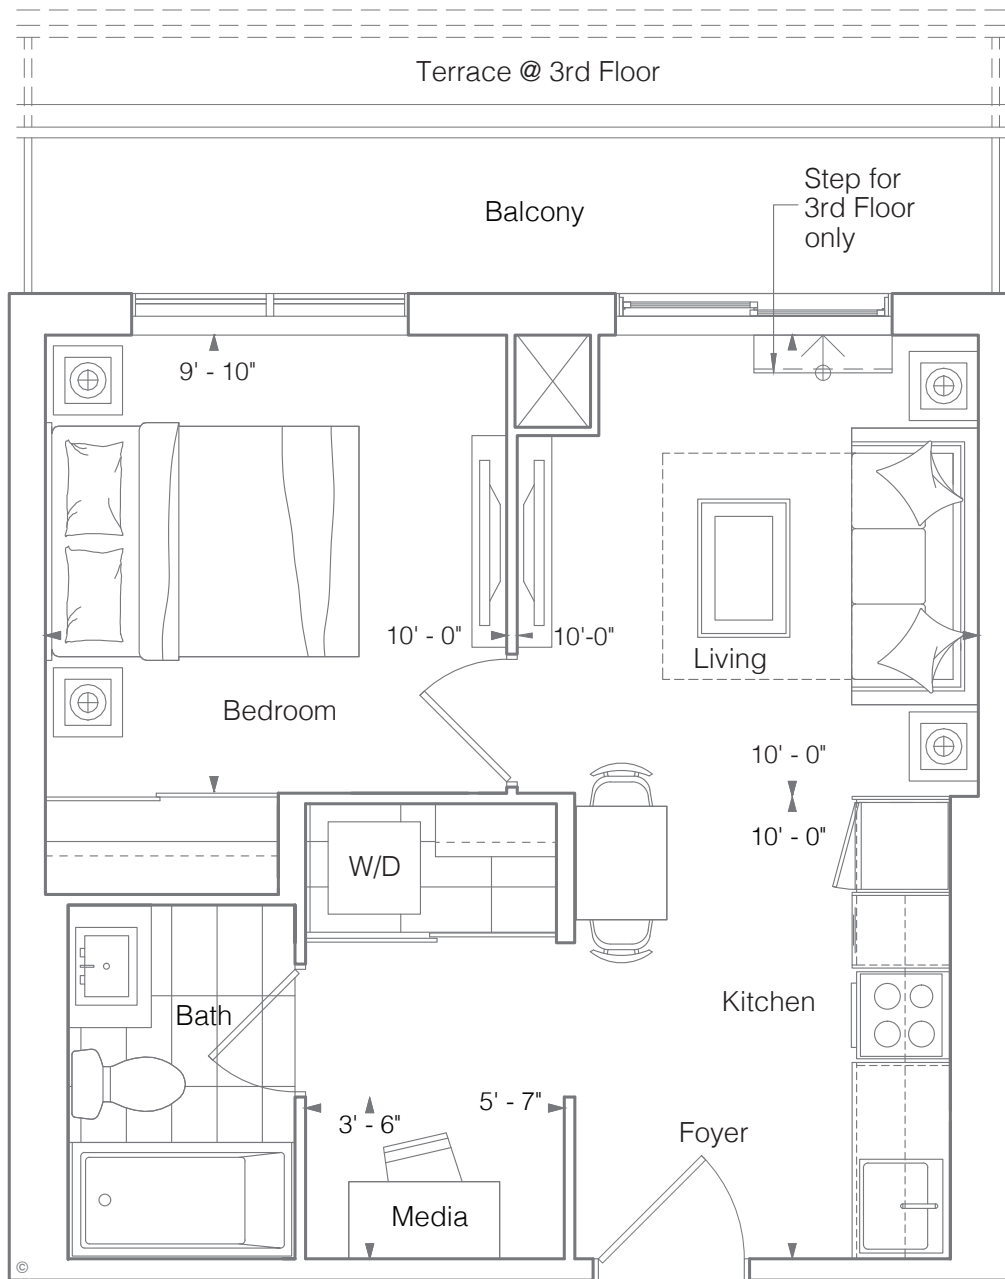 Terrace @ 3rd Floor
Step for
3rd Floor
only
Balcony
9' - 10"
10' - 0"
10'-0"
Living
Bedroom
10' - 0"
10' - 0"
W/D
Kitchen
Bath
5' - 7"
3' - 6"
Foyer
Media
©